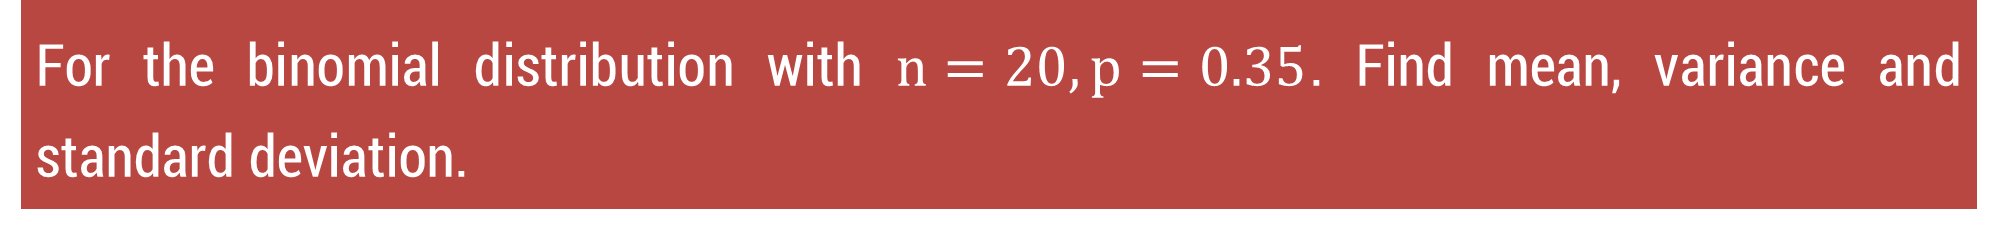 For the binomial distribution with n = 20, p = 0.35. Find mean, variance and
standard deviation.